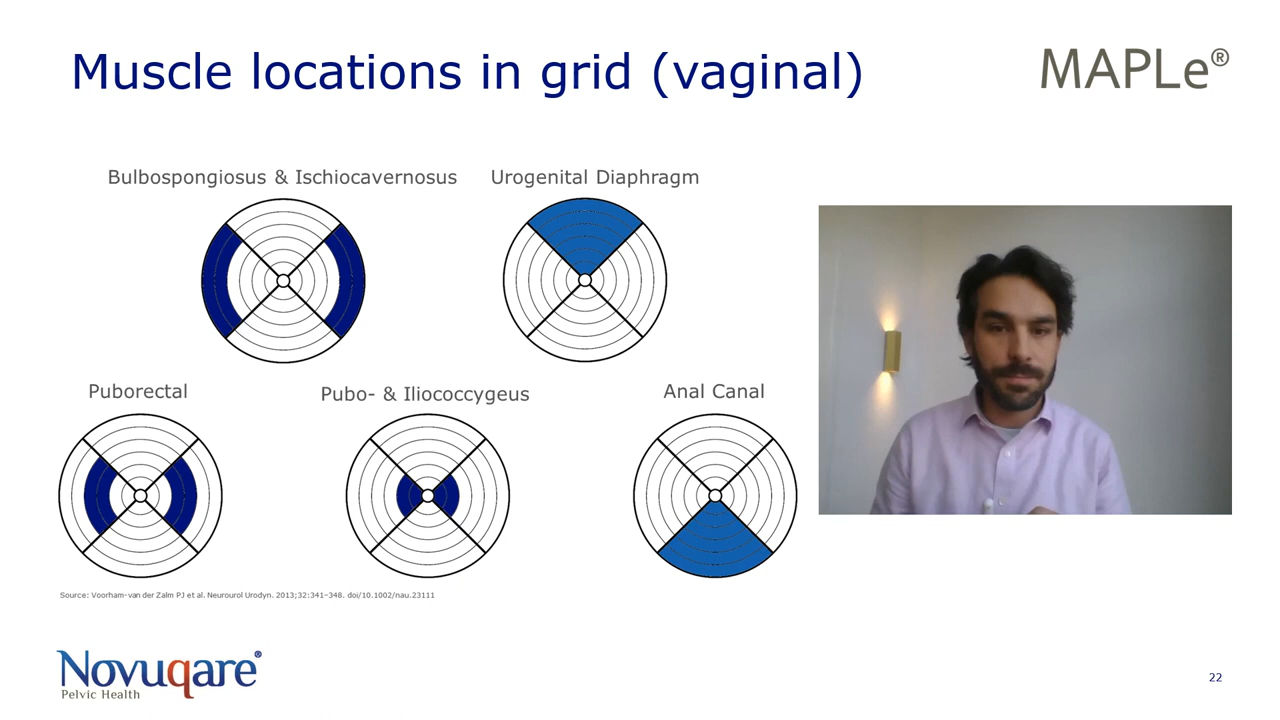 Muscle locations in grid (vaginal)
MAPLe®
Bulbospongiosus & Ischiocavernosus
Urogenital Diaphragm
Puborectal
Pubo- & Iliococcygeus
Anal Canal
Source: Voorham-van der Zalm PJ et al. Neurourol Urodyn. 2013;32:341–348. doi/10.1002/nau.23111
Novuqare®
Pelvic Health
22